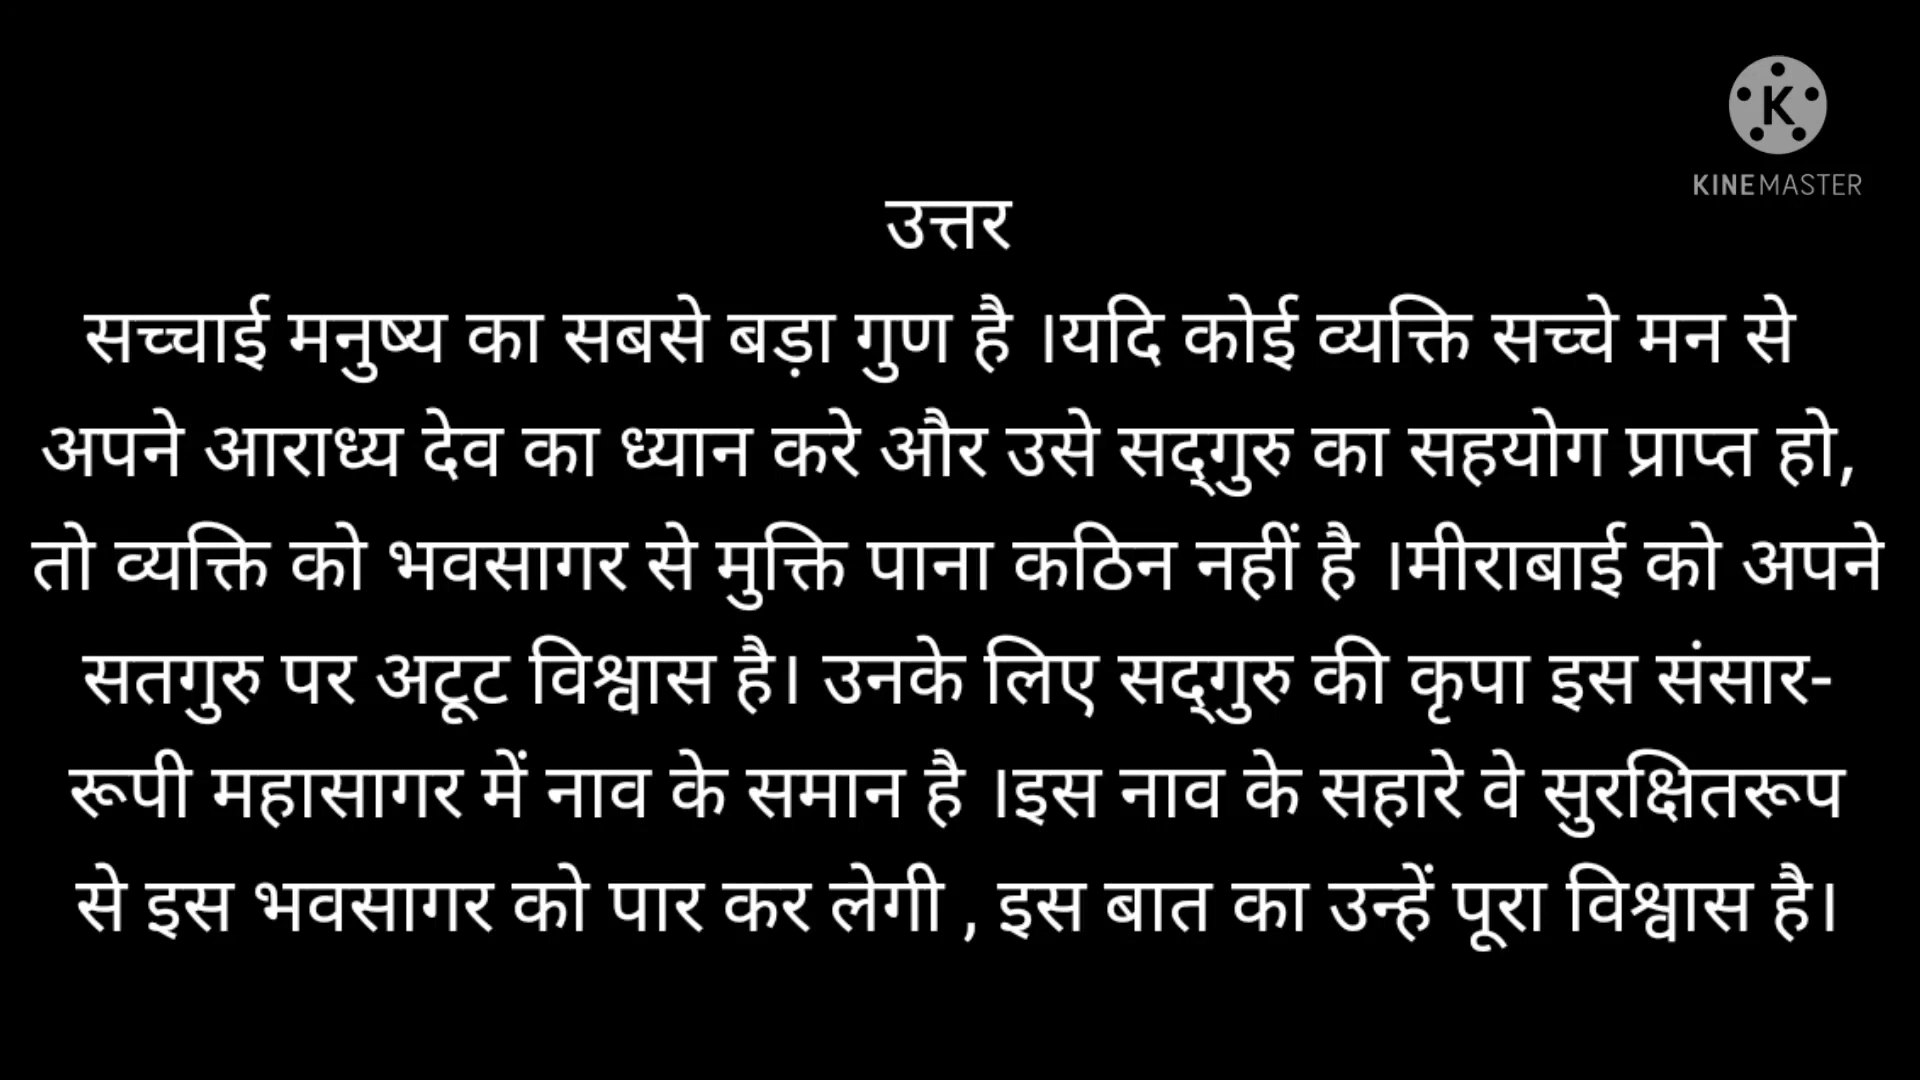 K
KINEMASTER
उत्तर
सच्चाई मनुष्य का सबसे बड़ा गुण है ।यदि कोई व्यक्ति सच्चे मन से
अपने आराध्य देव का ध्यान करे और उसे सद्गुरु का सहयोग प्राप्त हो,
तो व्यक्ति को भवसागर से मुक्ति पाना कठिन नहीं है ।मीराबाई को अपने
सतगुरु पर अटूट विश्वास है। उनके लिए सद्गुरु की कृपा इस संसार-
रूपी महासागर में नाव के समान है ।इस नाव के सहारे वे सुरक्षितरूप
से इस भवसागर को पार कर लेगी , इस बात का उन्हें पूरा विश्वास है।